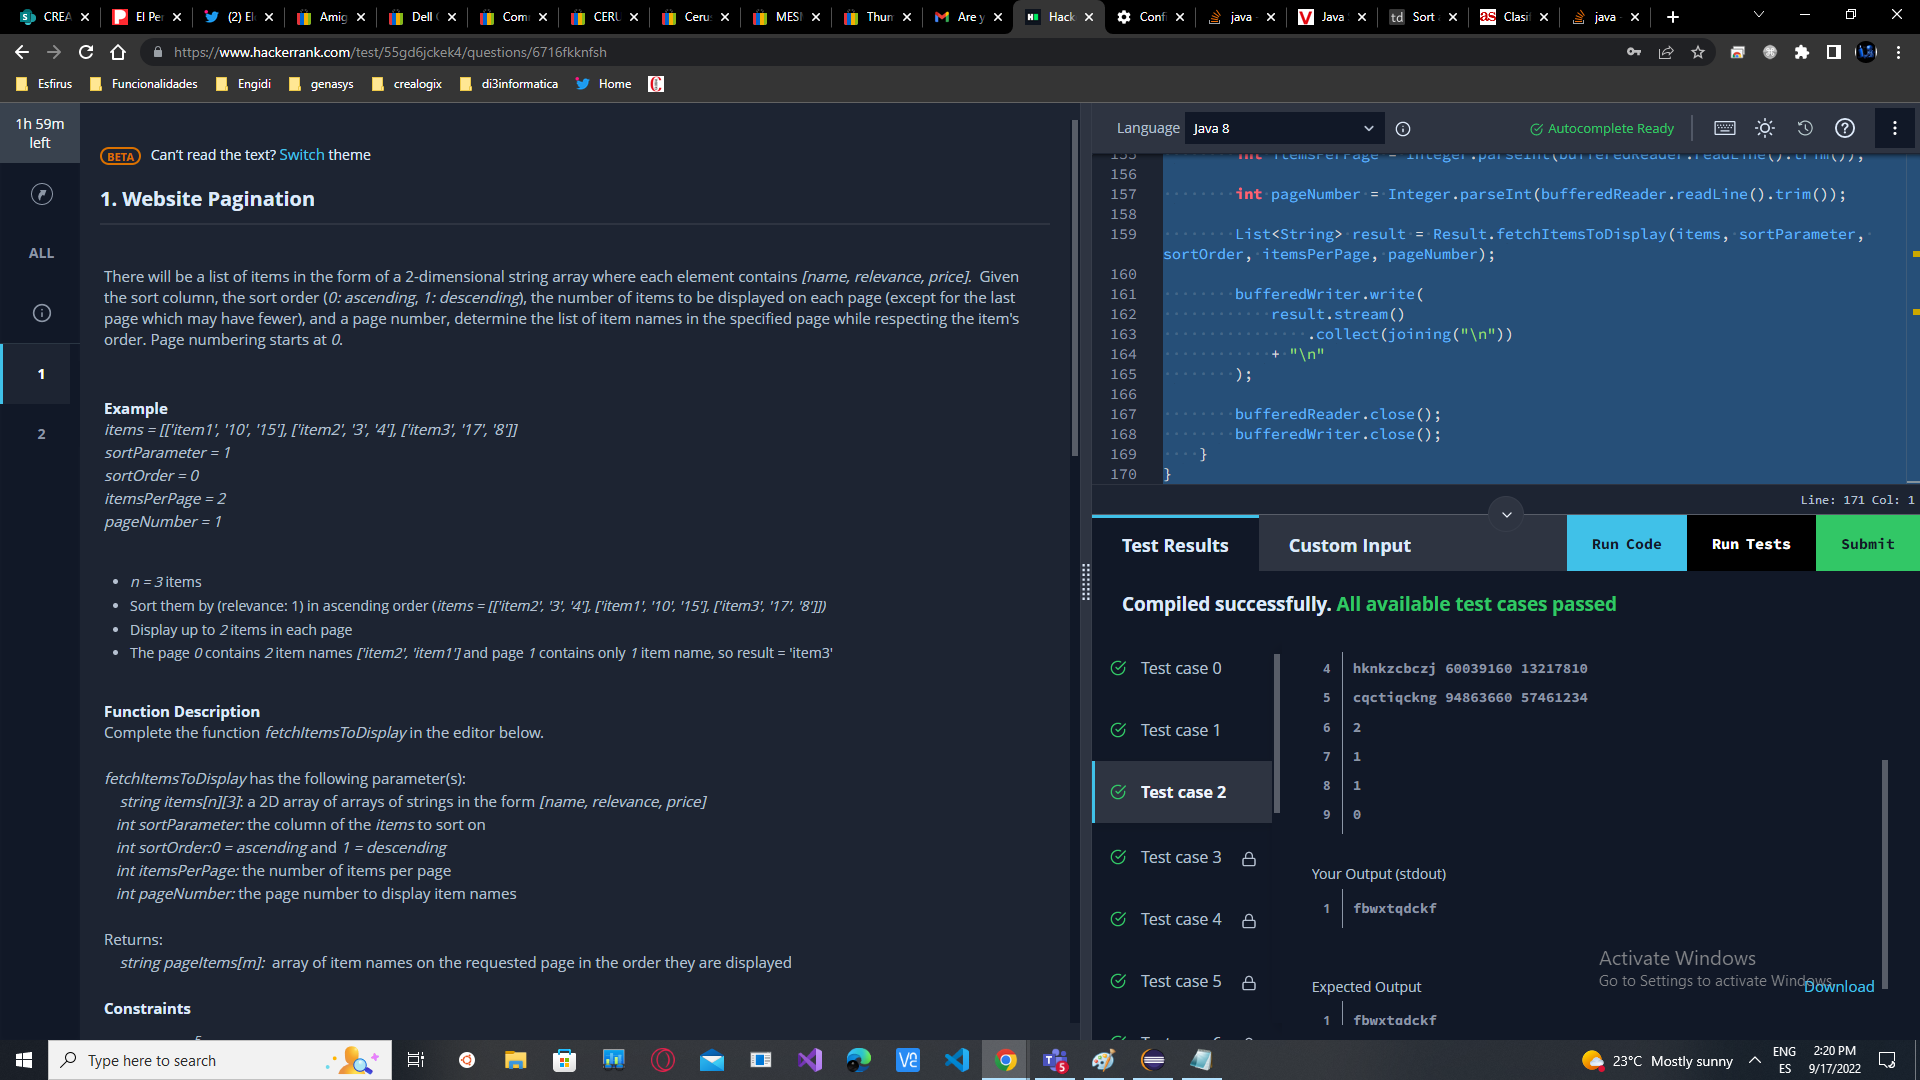 CREA
El Pe
(2) El
Amig
Dell
Com
CERU
Ceru
MESI
Thun
Are y
Hack
Confi
java
Java
Sort
Clasif
java
https://www.hackerrank.com/test/55gd6jckek4/questions/6716fkknfsh
Esfirus
Funcionalidades
Engidi
genasys
crealogix
di3informatica
Home
1h 59m
left
ALL
1
2
BETA Can't read the text? Switch theme
1. Website Pagination
There will be a list of items in the form of a 2-dimensional string array where each element contains [name, relevance, price]. Given
the sort column, the sort order (0: ascending, 1: descending), the number of items to be displayed on each page (except for the last
page which may have fewer), and a page number, determine the list of item names in the specified page while respecting the item's
order. Page numbering starts at 0.
Example
items = [['item1', '10', '15'], ['item2', '3', '4'], ['item3', '17', '8']]
sortParameter = 1
sortOrder = 0
itemsPerPage = 2
pageNumber = 1
• n = 3 items
• Sort them by (relevance: 1) in ascending order (items = [['item2', '3', '4'], ['item1', '10', '15'], ['item3', '17', '8']])
• Display up to 2 items in each page
• The page 0 contains 2 item names ['item2', 'item1'] and page 1 contains only 1 item name, so result = 'item3'
Function Description
Complete the function fetchItemsToDisplay in the editor below.
fetchItemsToDisplay has the following parameter(s):
string items[n][3]: a 2D array of arrays of strings in the form [name, relevance, price]
int sortParameter: the column of the items to sort on
int sortOrder:0 = ascending and 1 = descending
int itemsPerPage: the number of items per page
int pageNumber: the page number to display item names
Returns:
string pageItems[m]: array of item names on the requested page in the order they are displayed
Constraints
Language Java 8
Autocomplete Ready
155 int itemsPerPage = Integer.parseInt(bufferedReader.readLine().trim());
156
157 int pageNumber = Integer.parseInt(bufferedReader.readLine().trim());
158
159 List<String> result = Result.fetchItemsToDisplay(items, sortParameter,
sortOrder, itemsPerPage, pageNumber);
160
161 bufferedWriter.write(
162 result.stream()
163 .collect(joining("\n"))
164 + "\n"
165 );
166
167 bufferedReader.close();
168 bufferedWriter.close();
169 }
170 }
Line: 171 Col: 1
Test Results
Custom Input
Run Code
Run Tests
Submit
Compiled successfully. All available test cases passed
Test case 0
Test case 1
Test case 2
Test case 3
Test case 4
Test case 5
4 hknkzcbczj 60039160 13217810
5 cqctiqckng 94863660 57461234
6 2
7 1
8 1
9 0
Your Output (stdout)
1 fbwxtqdckf
Expected Output
Download
1 fbwxtqdckf
Activate Windows
Go to Settings to activate Windows.
Type here to search
5
23°C Mostly sunny
ENG
ES
2:20 PM
9/17/2022